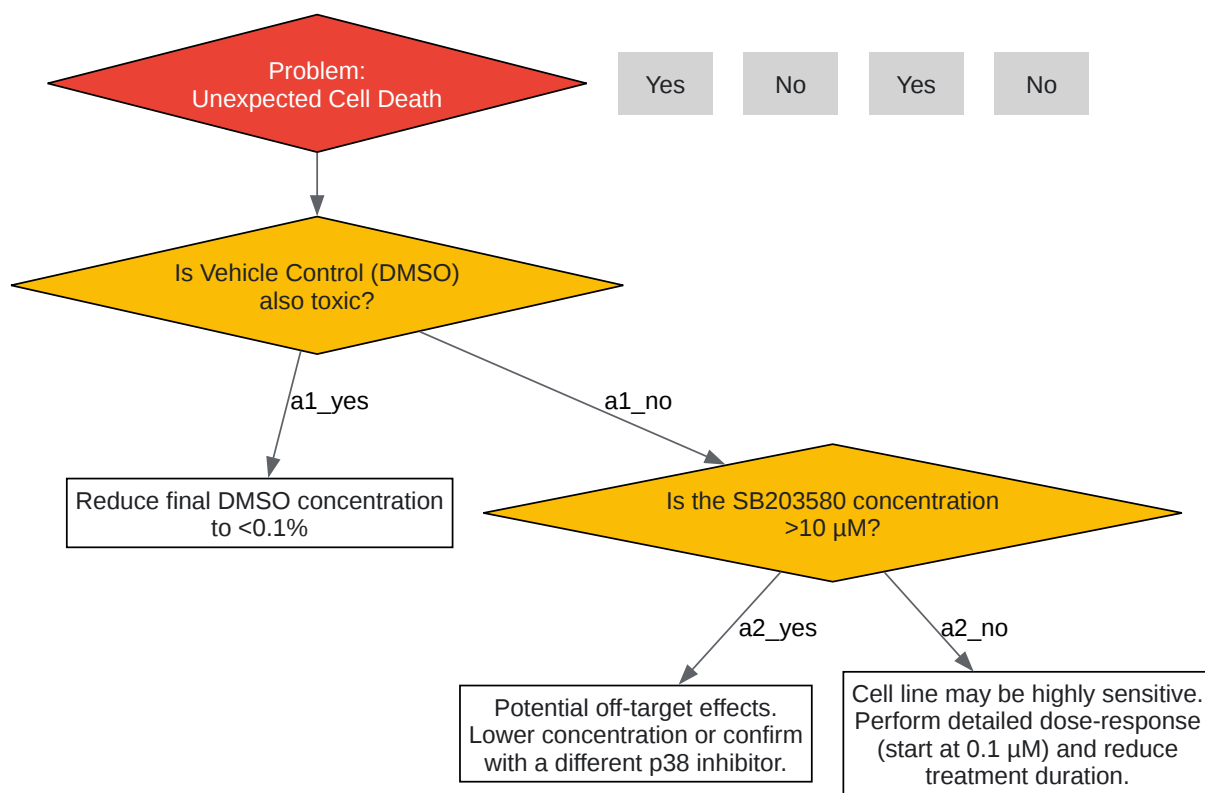 Problem:
Unexpected Cell Death
Yes
No
Yes
No
Is Vehicle Control (DMSO)
also toxic?
a1_yes
a1_no
Reduce final DMSO concentration
to <0.1%
Is the SB203580 concentration
>10 µM?
a2_yes
a2_no
Potential off-target effects.
Lower concentration or confirm
with a different p38 inhibitor.
Cell line may be highly sensitive.
Perform detailed dose-response
(start at 0.1 µM) and reduce
treatment duration.